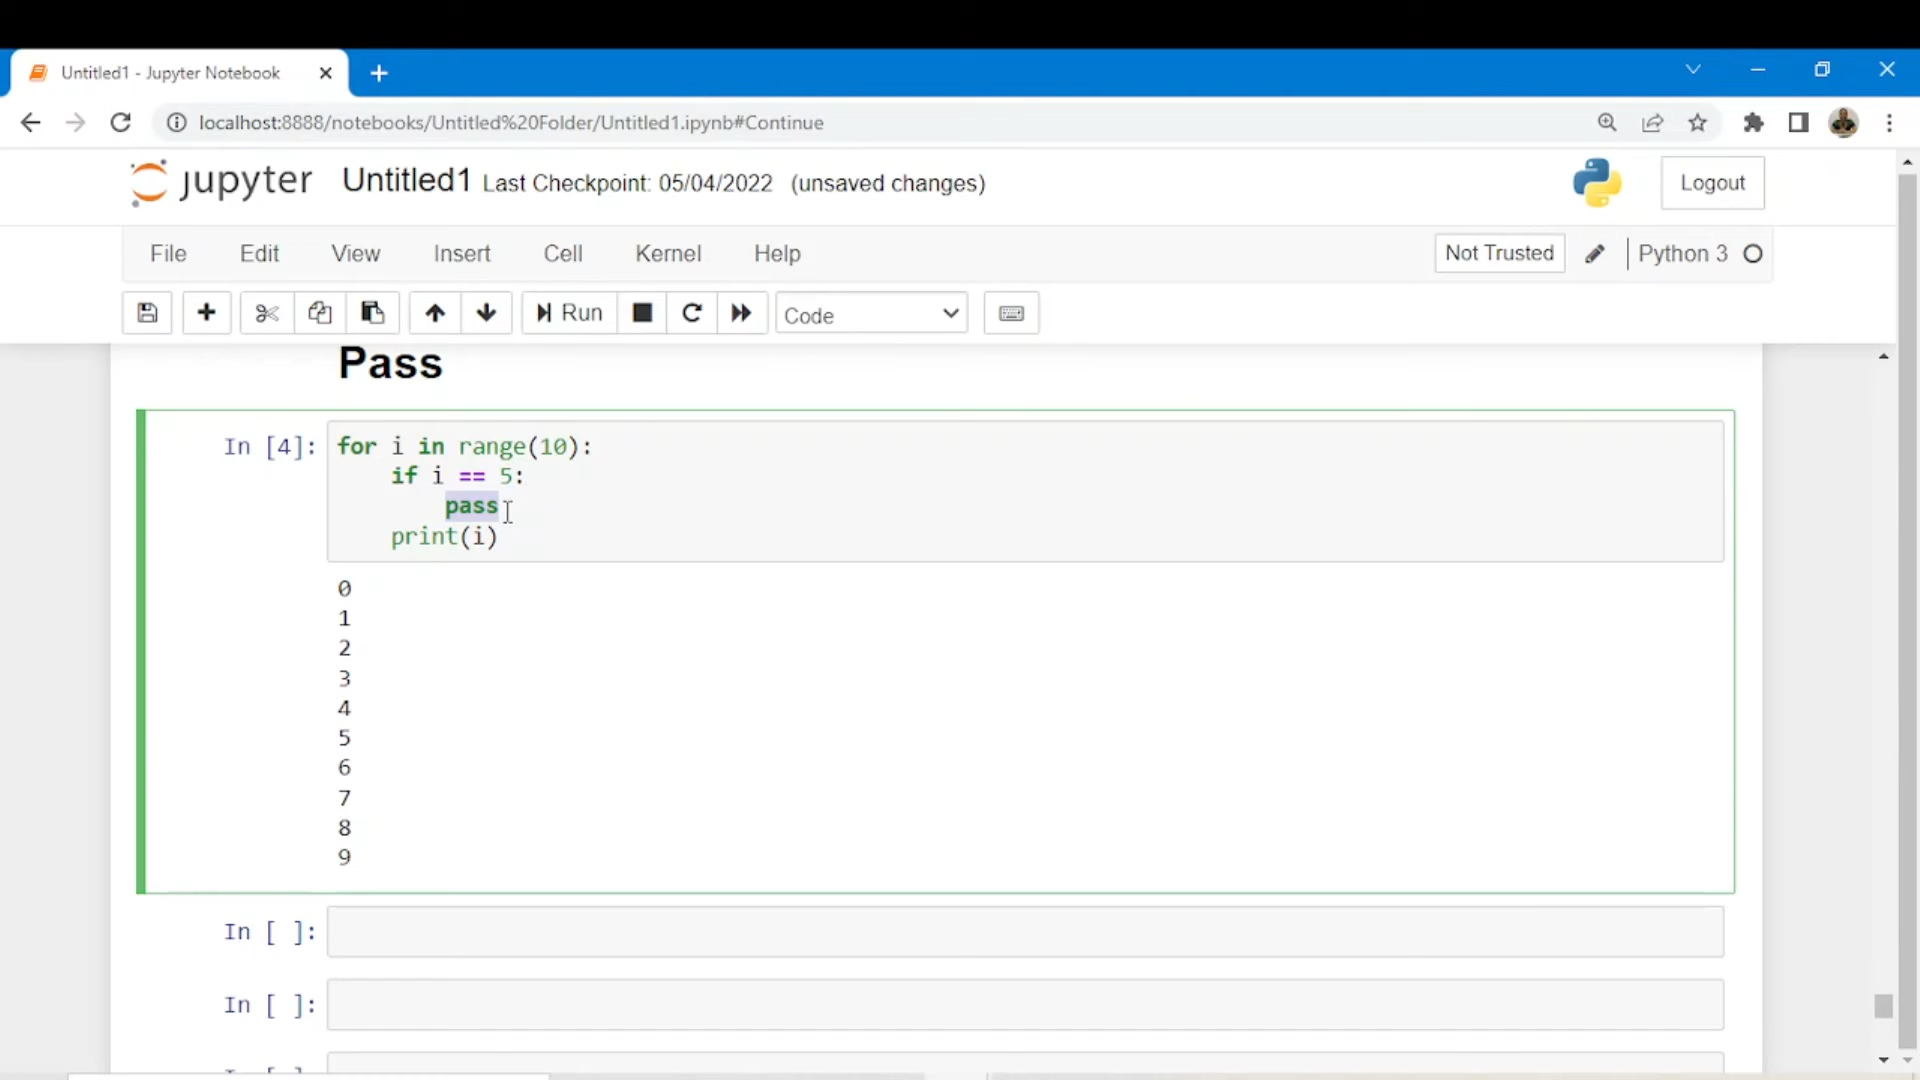 Untitled1 - Jupyter Notebook
localhost:8888/notebooks/Untitled%20Folder/Untitled1.ipynb#Continue
jupyter Untitled1 Last Checkpoint: 05/04/2022 (unsaved changes) Logout
File Edit View Insert Cell Kernel Help Not Trusted Python 3
Run Code
Pass
In [4]: for i in range(10):
if i == 5:
pass
print(i)
0
1
2
3
4
5
6
7
8
9
In [ ]:
In [ ]: